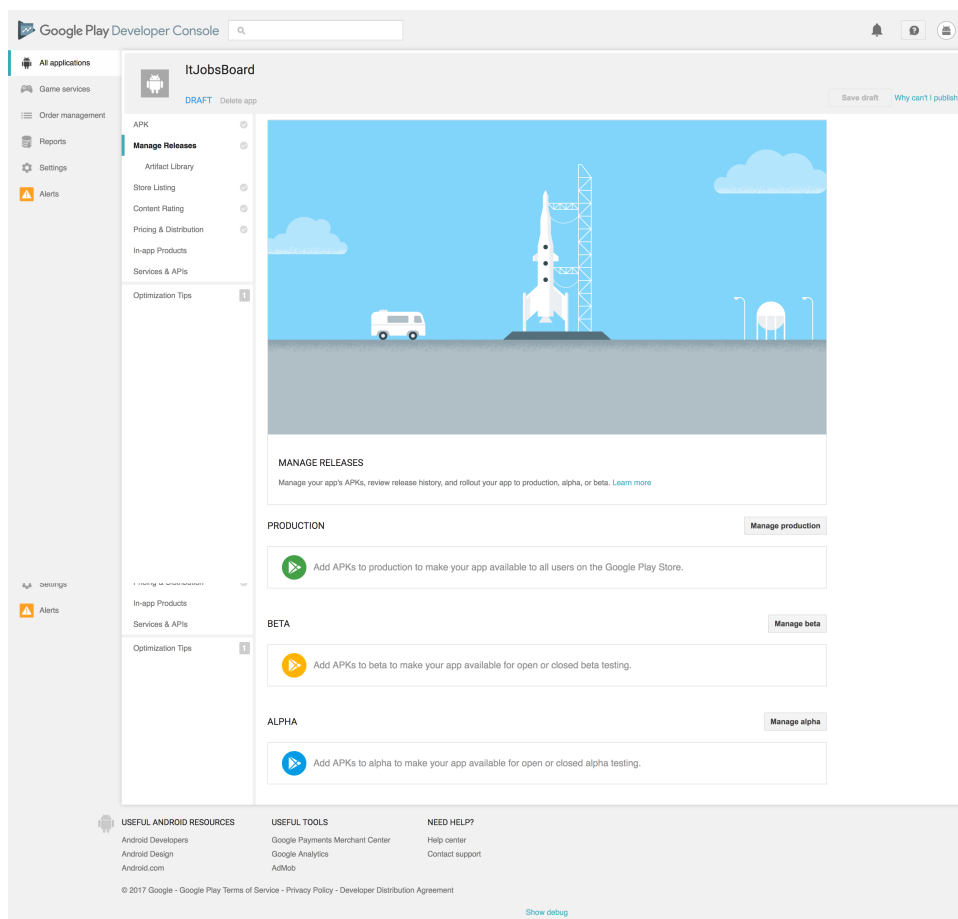 Google Play Developer Console
All applications
Game services
Order management
Reports
Settings
Alerts
ItJobsBoard
DRAFT Delete app
Save draft Why can't I publish
APK
Manage Releases
Artifact Library
Store Listing
Content Rating
Pricing & Distribution
In-app Products
Services & APIs
Optimization Tips 1
MANAGE RELEASES
Manage your app's APKs, review release history, and rollout your app to production, alpha, or beta. Learn more
PRODUCTION Manage production
Add APKs to production to make your app available to all users on the Google Play Store.
Settings
Alerts
Pricing & Distribution
In-app Products
Services & APIs
Optimization Tips 1
BETA Manage beta
Add APKs to beta to make your app available for open or closed beta testing.
ALPHA Manage alpha
Add APKs to alpha to make your app available for open or closed alpha testing.
USEFUL ANDROID RESOURCES
Android Developers
Android Design
Android.com
USEFUL TOOLS
Google Payments Merchant Center
Google Analytics
AdMob
NEED HELP?
Help center
Contact support
© 2017 Google - Google Play Terms of Service - Privacy Policy - Developer Distribution Agreement
Show debug